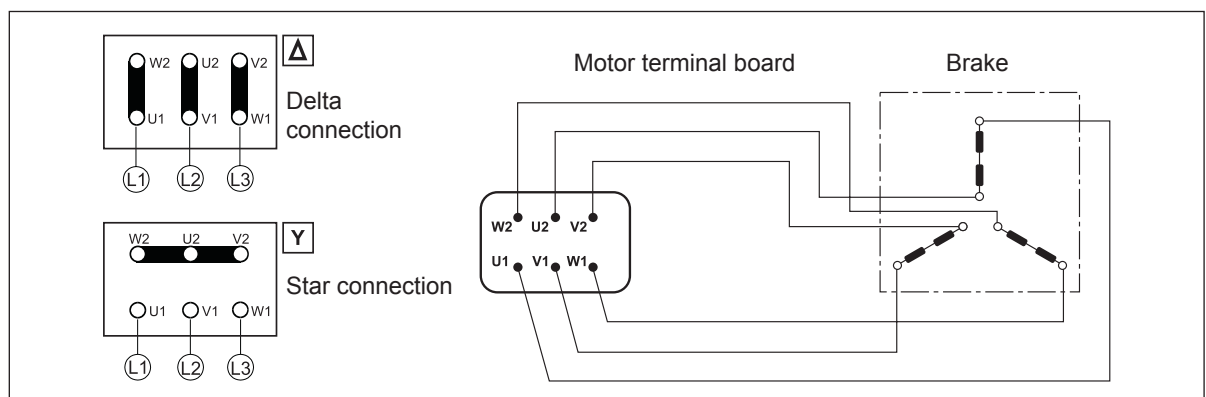 W2 U2 V2
Δ
U1 V1 W1
Delta
connection
L1 L2 L3
W2 U2 V2
Y
Star connection
U1 V1 W1
L1 L2 L3
Motor terminal board
Brake
W2 U2 V2
U1 V1 W1